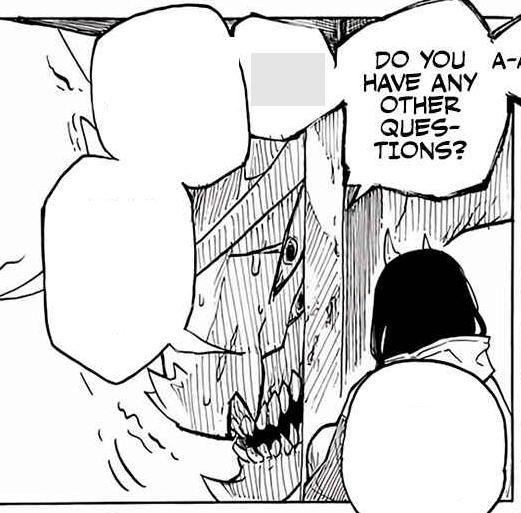 DO YOU
HAVE ANY
OTHER
QUES-
TIONS?
A-